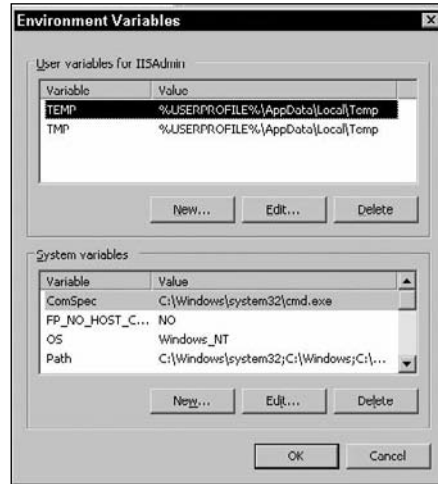 Environment Variables
User variables for IISAdmin
Variable Value
TEMP %USERPROFILE%\AppData\Local\Temp
TMP %USERPROFILE%\AppData\Local\Temp
New... Edit... Delete
System variables
Variable Value
ComSpec C:\Windows\system32\cmd.exe
FP_NO_HOST_C... NO
OS Windows_NT
Path C:\Windows\system32;C:\Windows;C:\...
New... Edit... Delete
OK Cancel